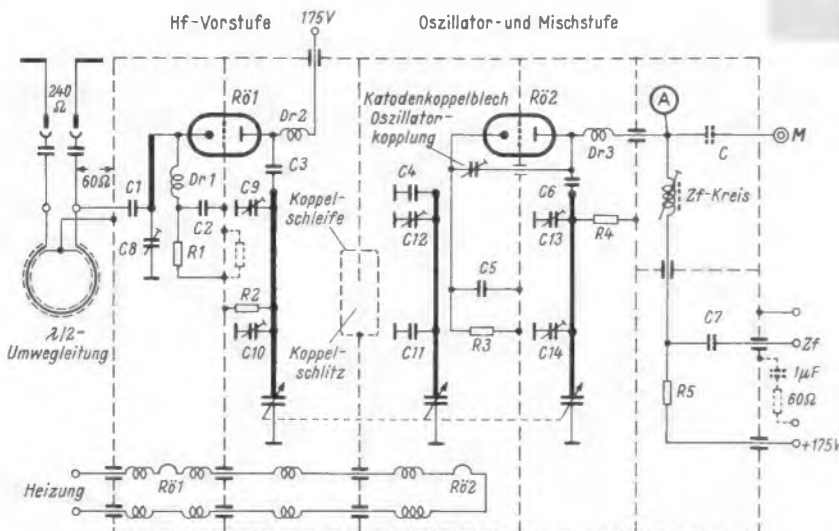 Hf-Vorstufe
175V
Oszillator-und Mischstufe
240
Ω
Rö1
Dr2
Katodenkoppelblech
Oszillator-
kopplung
Rö2
Dr3
A
C
M
60Ω
C1
Dr1
C3
C9
C2
C8
R1
Koppel-
schleife
C4
C12
C6
C13
R4
Zf-Kreis
λ/2-
Umwegleitung
R2
C10
Koppel-
schlitz
C11
C5
R3
C14
C7
Zf
1µF
60Ω
R5
+175V
Heizung
Rö1
Rö2